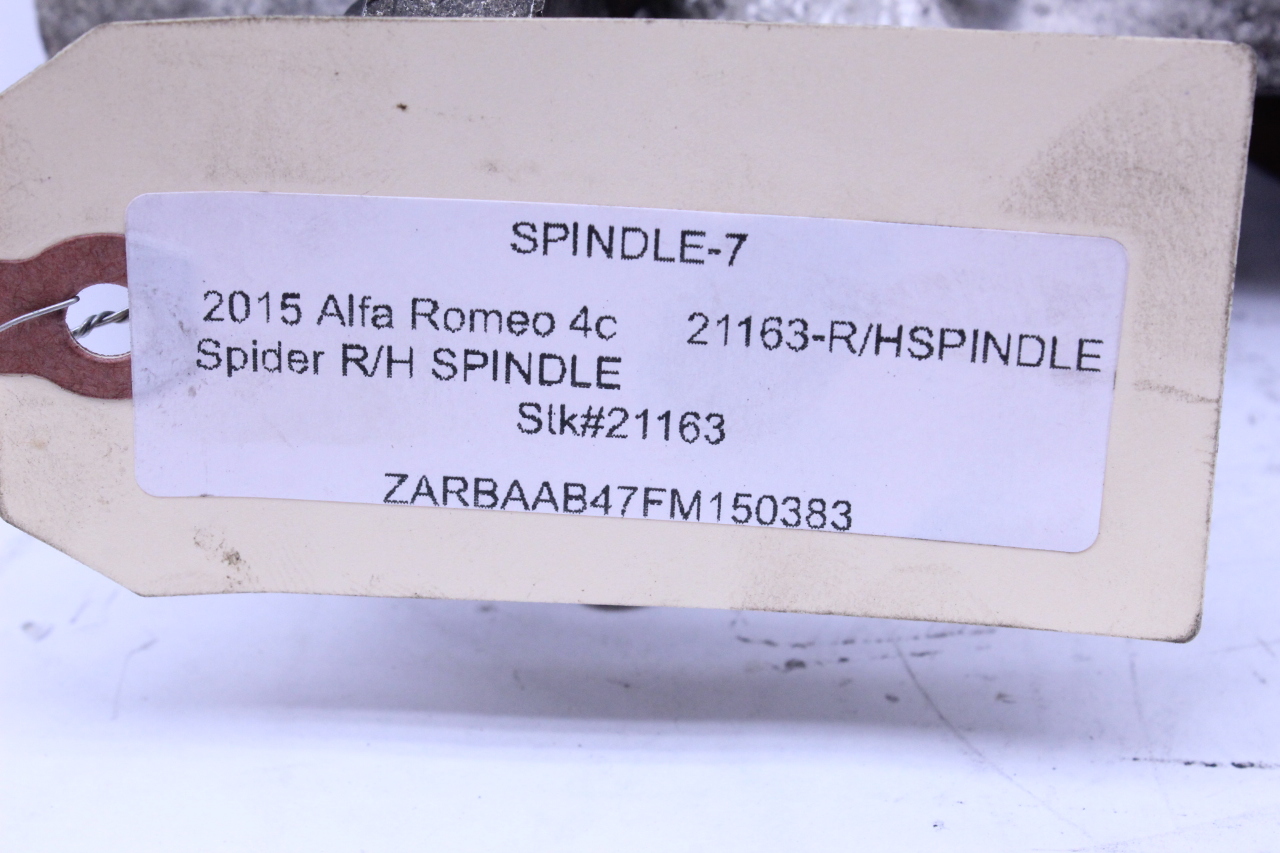 SPINDLE-7
2015 Alfa Romeo 4c 21163-R/HSPINDLE
Spider R/H SPINDLE
Stk#21163
ZARBAAB47FM150383